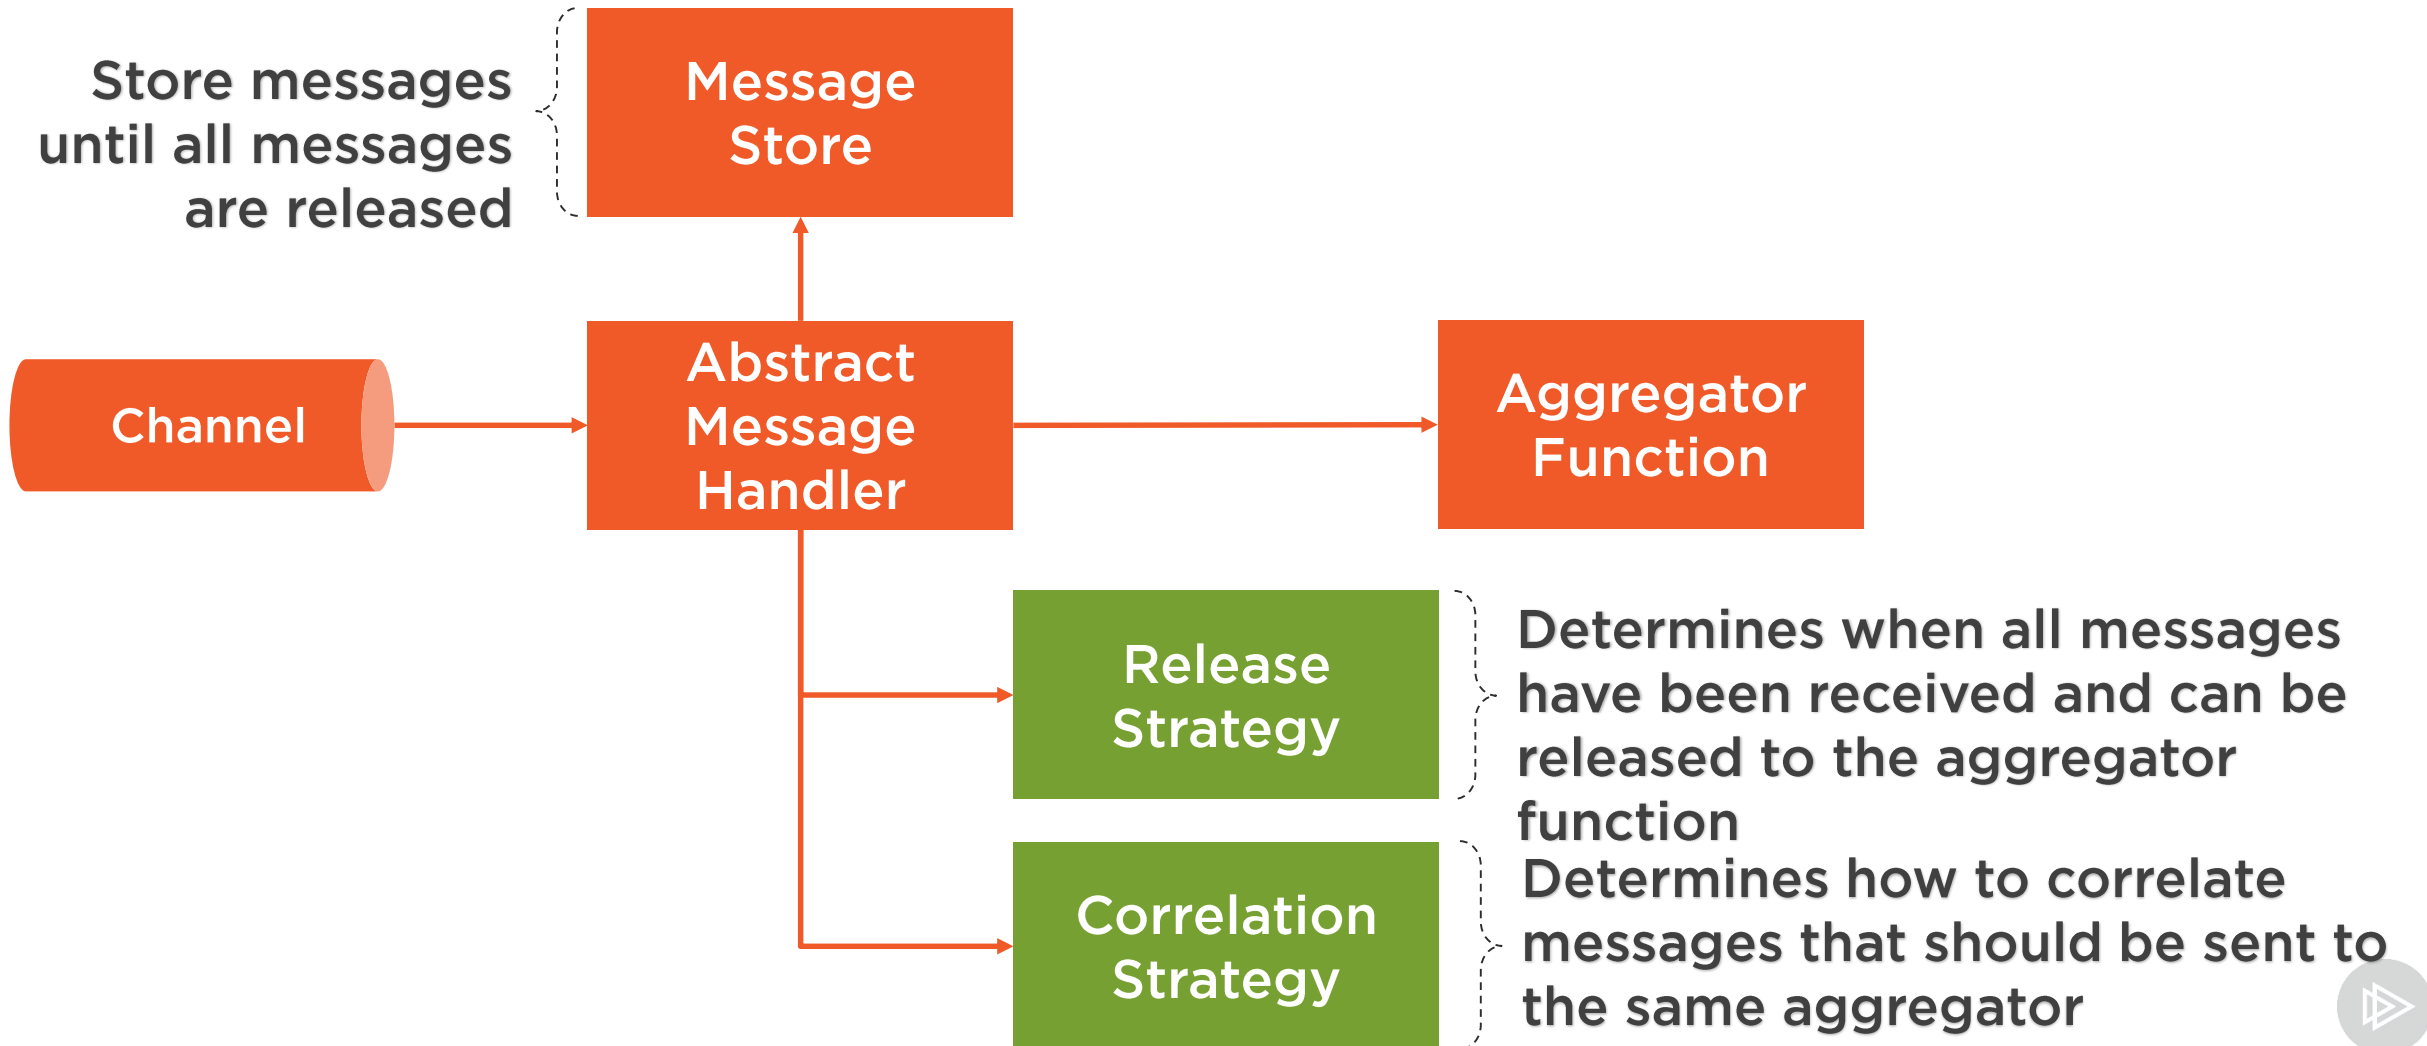 Store messages
until all messages
are released
Message
Store
Channel
Abstract
Message
Handler
Aggregator
Function
Release
Strategy
Determines when all messages
have been received and can be
released to the aggregator
function
Correlation
Strategy
Determines how to correlate
messages that should be sent to
the same aggregator